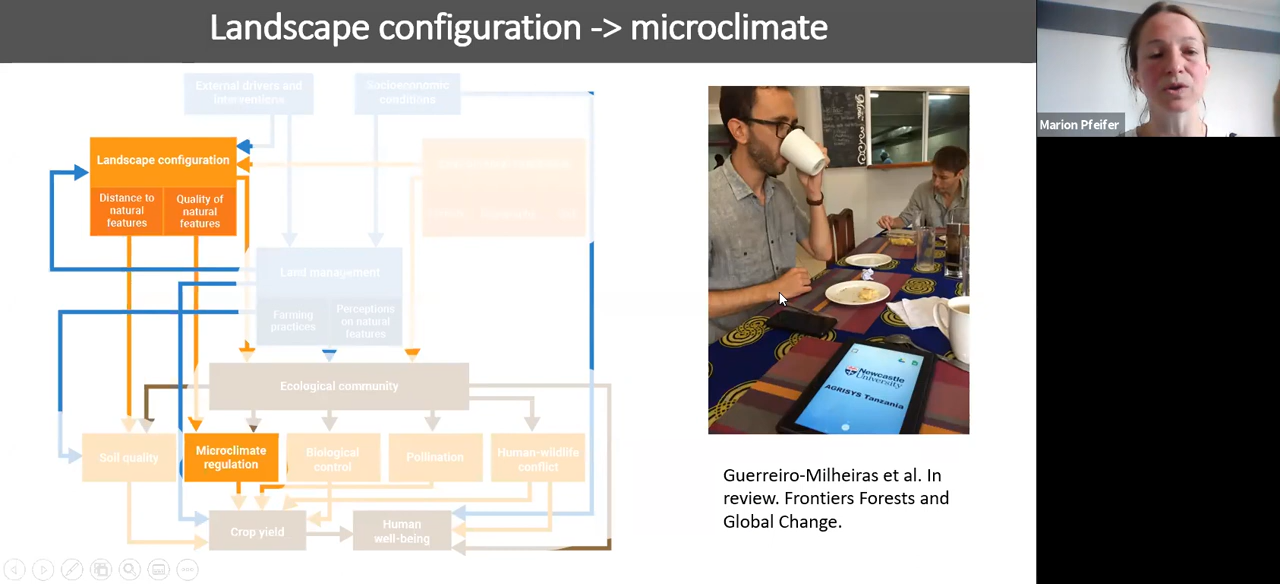 Landscape configuration -> microclimate
External drivers and
interventions
Socioeconomic
conditions
Landscape configuration
Distance to
natural
features
Quality of
natural
features
Land management
Farming
practices
Perceptions
on natural
features
Ecological community
Soil quality
Microclimate
regulation
Biological
control
Pollination
Human-wildlife
conflict
Crop yield
Human
well-being
Newcastle
University
AGRISYS Tanzania
Guerreiro-Milheiras et al. In
review. Frontiers Forests and
Global Change.
Marion Pfeifer